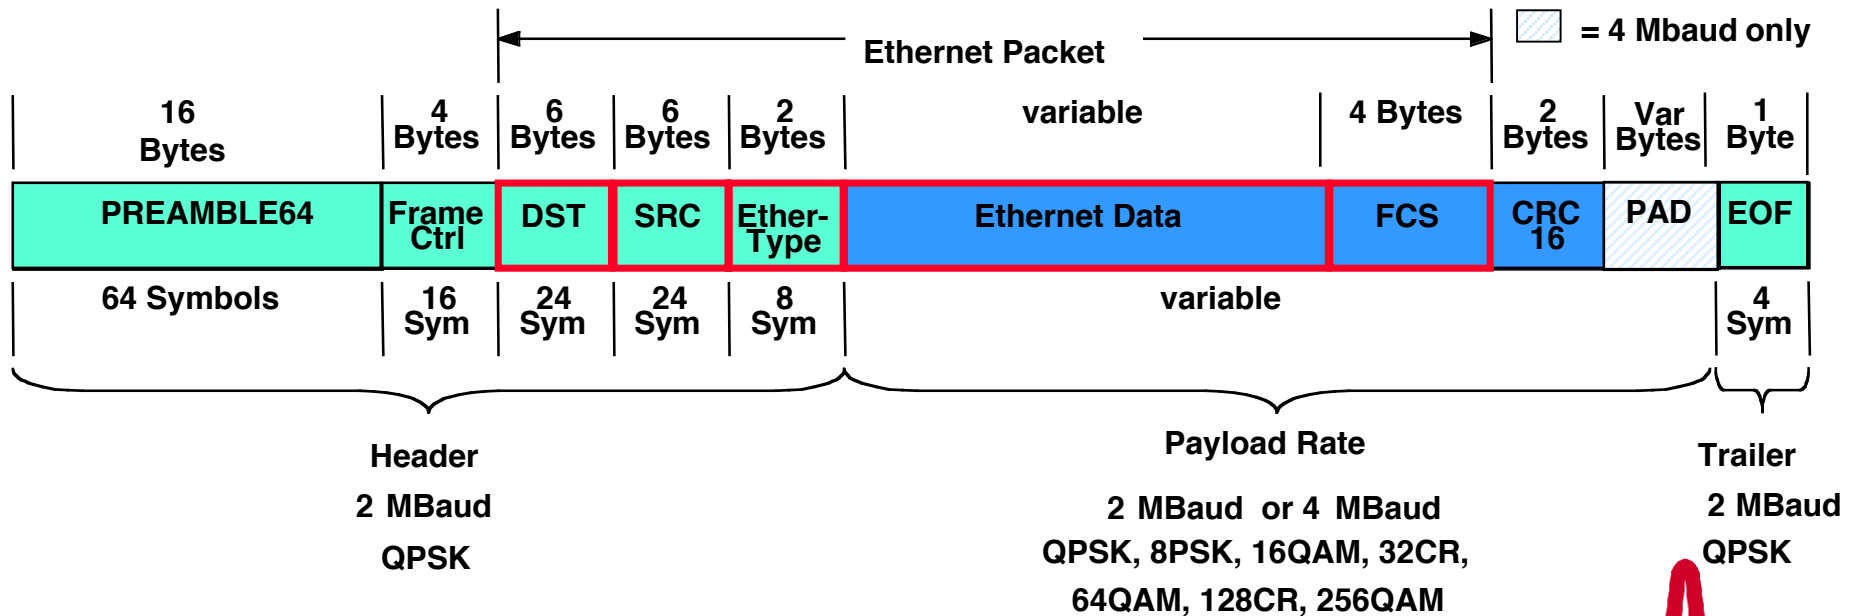 Ethernet Packet
= 4 Mbaud only
16
Bytes
4
Bytes
6
Bytes
6
Bytes
2
Bytes
variable
4 Bytes
2
Bytes
Var
Bytes
1
Byte
PREAMBLE64
Frame
Ctrl
DST
SRC
Ether-
Type
Ethernet Data
FCS
CRC
16
PAD
EOF
64 Symbols
16
Sym
24
Sym
24
Sym
8
Sym
variable
4
Sym
Header
2 MBaud
QPSK
Payload Rate
2 MBaud or 4 MBaud
QPSK, 8PSK, 16QAM, 32CR,
64QAM, 128CR, 256QAM
Trailer
2 MBaud
QPSK